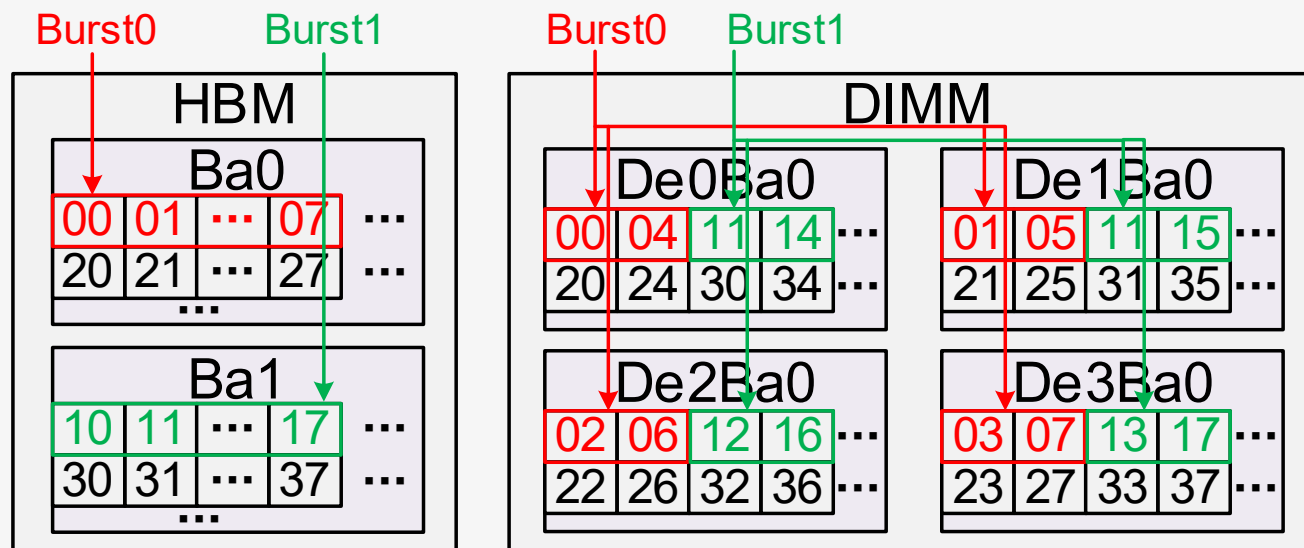 Burst0 Burst1
HBM
Ba0
00 01 ... 07 ...
20 21 ... 27 ...
...
Ba1
10 11 ... 17 ...
30 31 ... 37 ...
...
Burst0 Burst1
DIMM
De0Ba0
00 04 11 14 ...
20 24 30 34 ...
De1Ba0
01 05 11 15 ...
21 25 31 35 ...
De2Ba0
02 06 12 16 ...
22 26 32 36 ...
De3Ba0
03 07 13 17 ...
23 27 33 37 ...